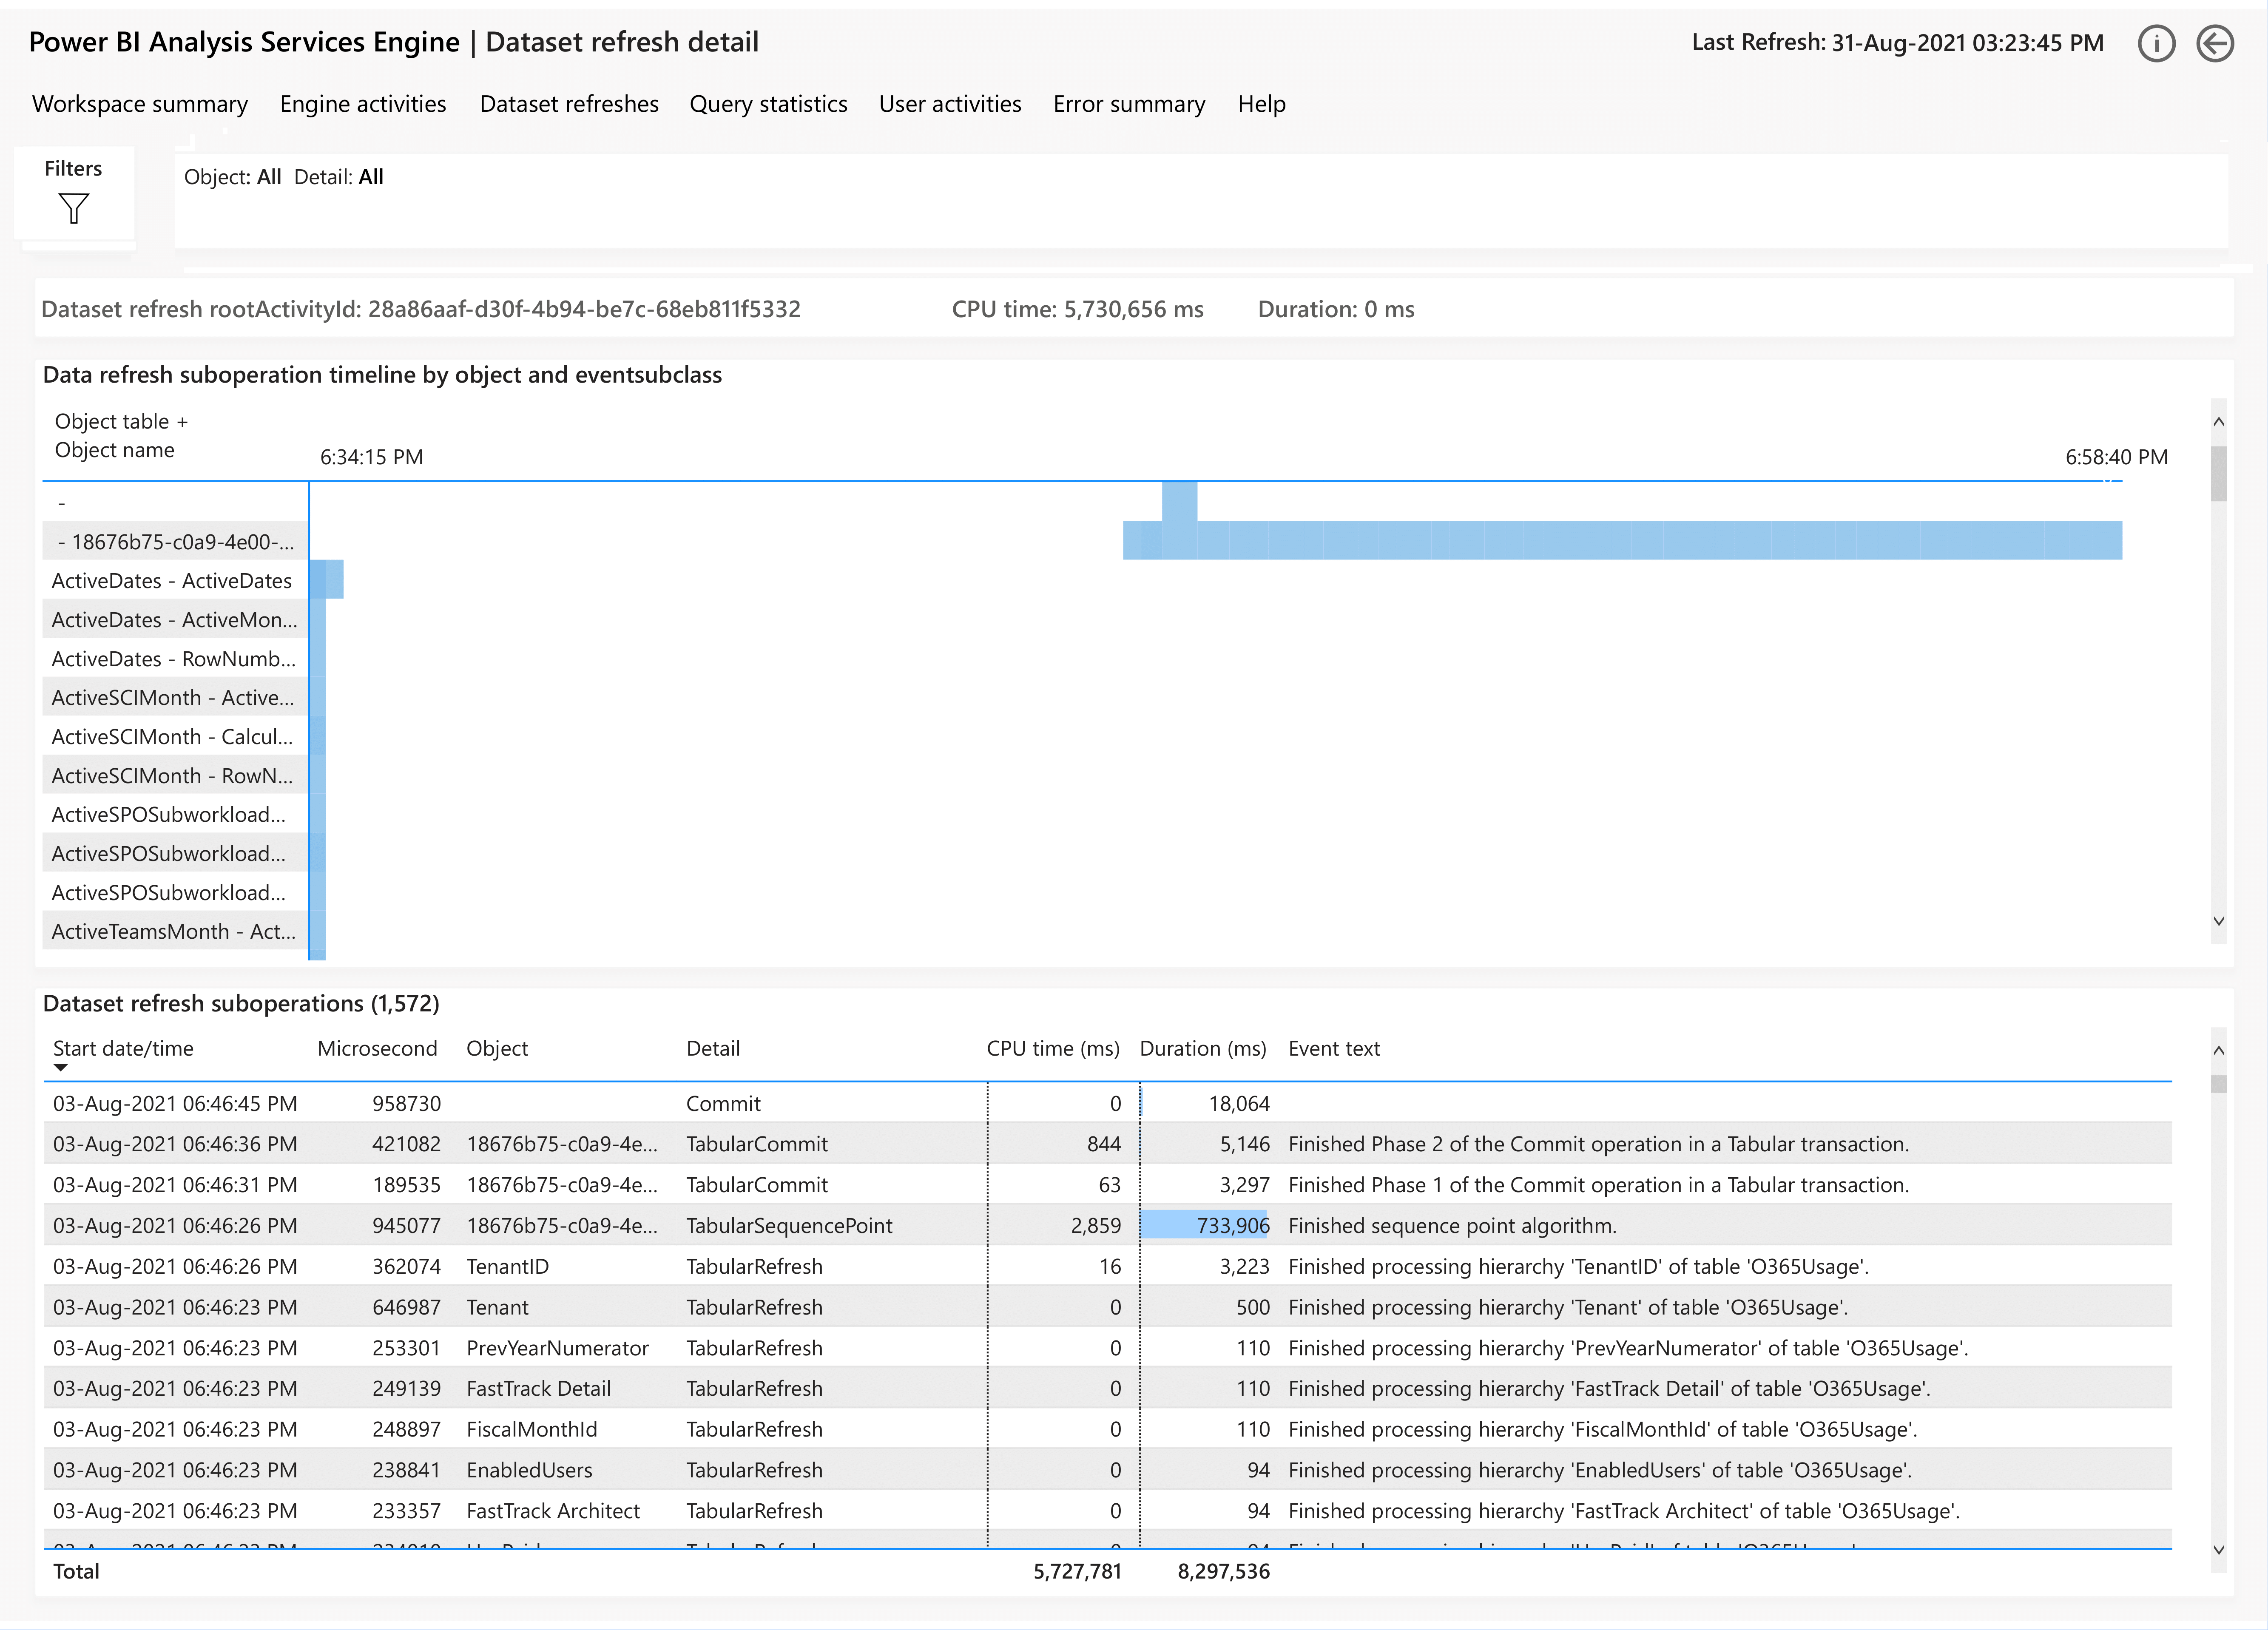 Power BI Analysis Services Engine | Dataset refresh detail
Last Refresh: 31-Aug-2021 03:23:45 PM
Workspace summary Engine activities Dataset refreshes Query statistics User activities Error summary Help
Filters
Object: All Detail: All
Dataset refresh rootActivityId: 28a86aaf-d30f-4b94-be7c-68eb811f5332 CPU time: 5,730,656 ms Duration: 0 ms
Data refresh suboperation timeline by object and eventsubclass
Object table +
Object name
6:34:15 PM 6:58:40 PM
-
- 18676b75-c0a9-4e00-...
ActiveDates - ActiveDates
ActiveDates - ActiveMon...
ActiveDates - RowNumb...
ActiveSCIMonth - Active...
ActiveSCIMonth - Calcul...
ActiveSCIMonth - RowN...
ActiveSPOSubworkload...
ActiveSPOSubworkload...
ActiveSPOSubworkload...
ActiveTeamsMonth - Act...
Dataset refresh suboperations (1,572)
Start date/time Microsecond Object Detail CPU time (ms) Duration (ms) Event text
03-Aug-2021 06:46:45 PM 958730 Commit 0 18,064
03-Aug-2021 06:46:36 PM 421082 18676b75-c0a9-4e... TabularCommit 844 5,146 Finished Phase 2 of the Commit operation in a Tabular transaction.
03-Aug-2021 06:46:31 PM 189535 18676b75-c0a9-4e... TabularCommit 63 3,297 Finished Phase 1 of the Commit operation in a Tabular transaction.
03-Aug-2021 06:46:26 PM 945077 18676b75-c0a9-4e... TabularSequencePoint 2,859 733,906 Finished sequence point algorithm.
03-Aug-2021 06:46:26 PM 362074 TenantID TabularRefresh 16 3,223 Finished processing hierarchy 'TenantID' of table 'O365Usage'.
03-Aug-2021 06:46:23 PM 646987 Tenant TabularRefresh 0 500 Finished processing hierarchy 'Tenant' of table 'O365Usage'.
03-Aug-2021 06:46:23 PM 253301 PrevYearNumerator TabularRefresh 0 110 Finished processing hierarchy 'PrevYearNumerator' of table 'O365Usage'.
03-Aug-2021 06:46:23 PM 249139 FastTrack Detail TabularRefresh 0 110 Finished processing hierarchy 'FastTrack Detail' of table 'O365Usage'.
03-Aug-2021 06:46:23 PM 248897 FiscalMonthId TabularRefresh 0 110 Finished processing hierarchy 'FiscalMonthId' of table 'O365Usage'.
03-Aug-2021 06:46:23 PM 238841 EnabledUsers TabularRefresh 0 94 Finished processing hierarchy 'EnabledUsers' of table 'O365Usage'.
03-Aug-2021 06:46:23 PM 233357 FastTrack Architect TabularRefresh 0 94 Finished processing hierarchy 'FastTrack Architect' of table 'O365Usage'.
Total 5,727,781 8,297,536